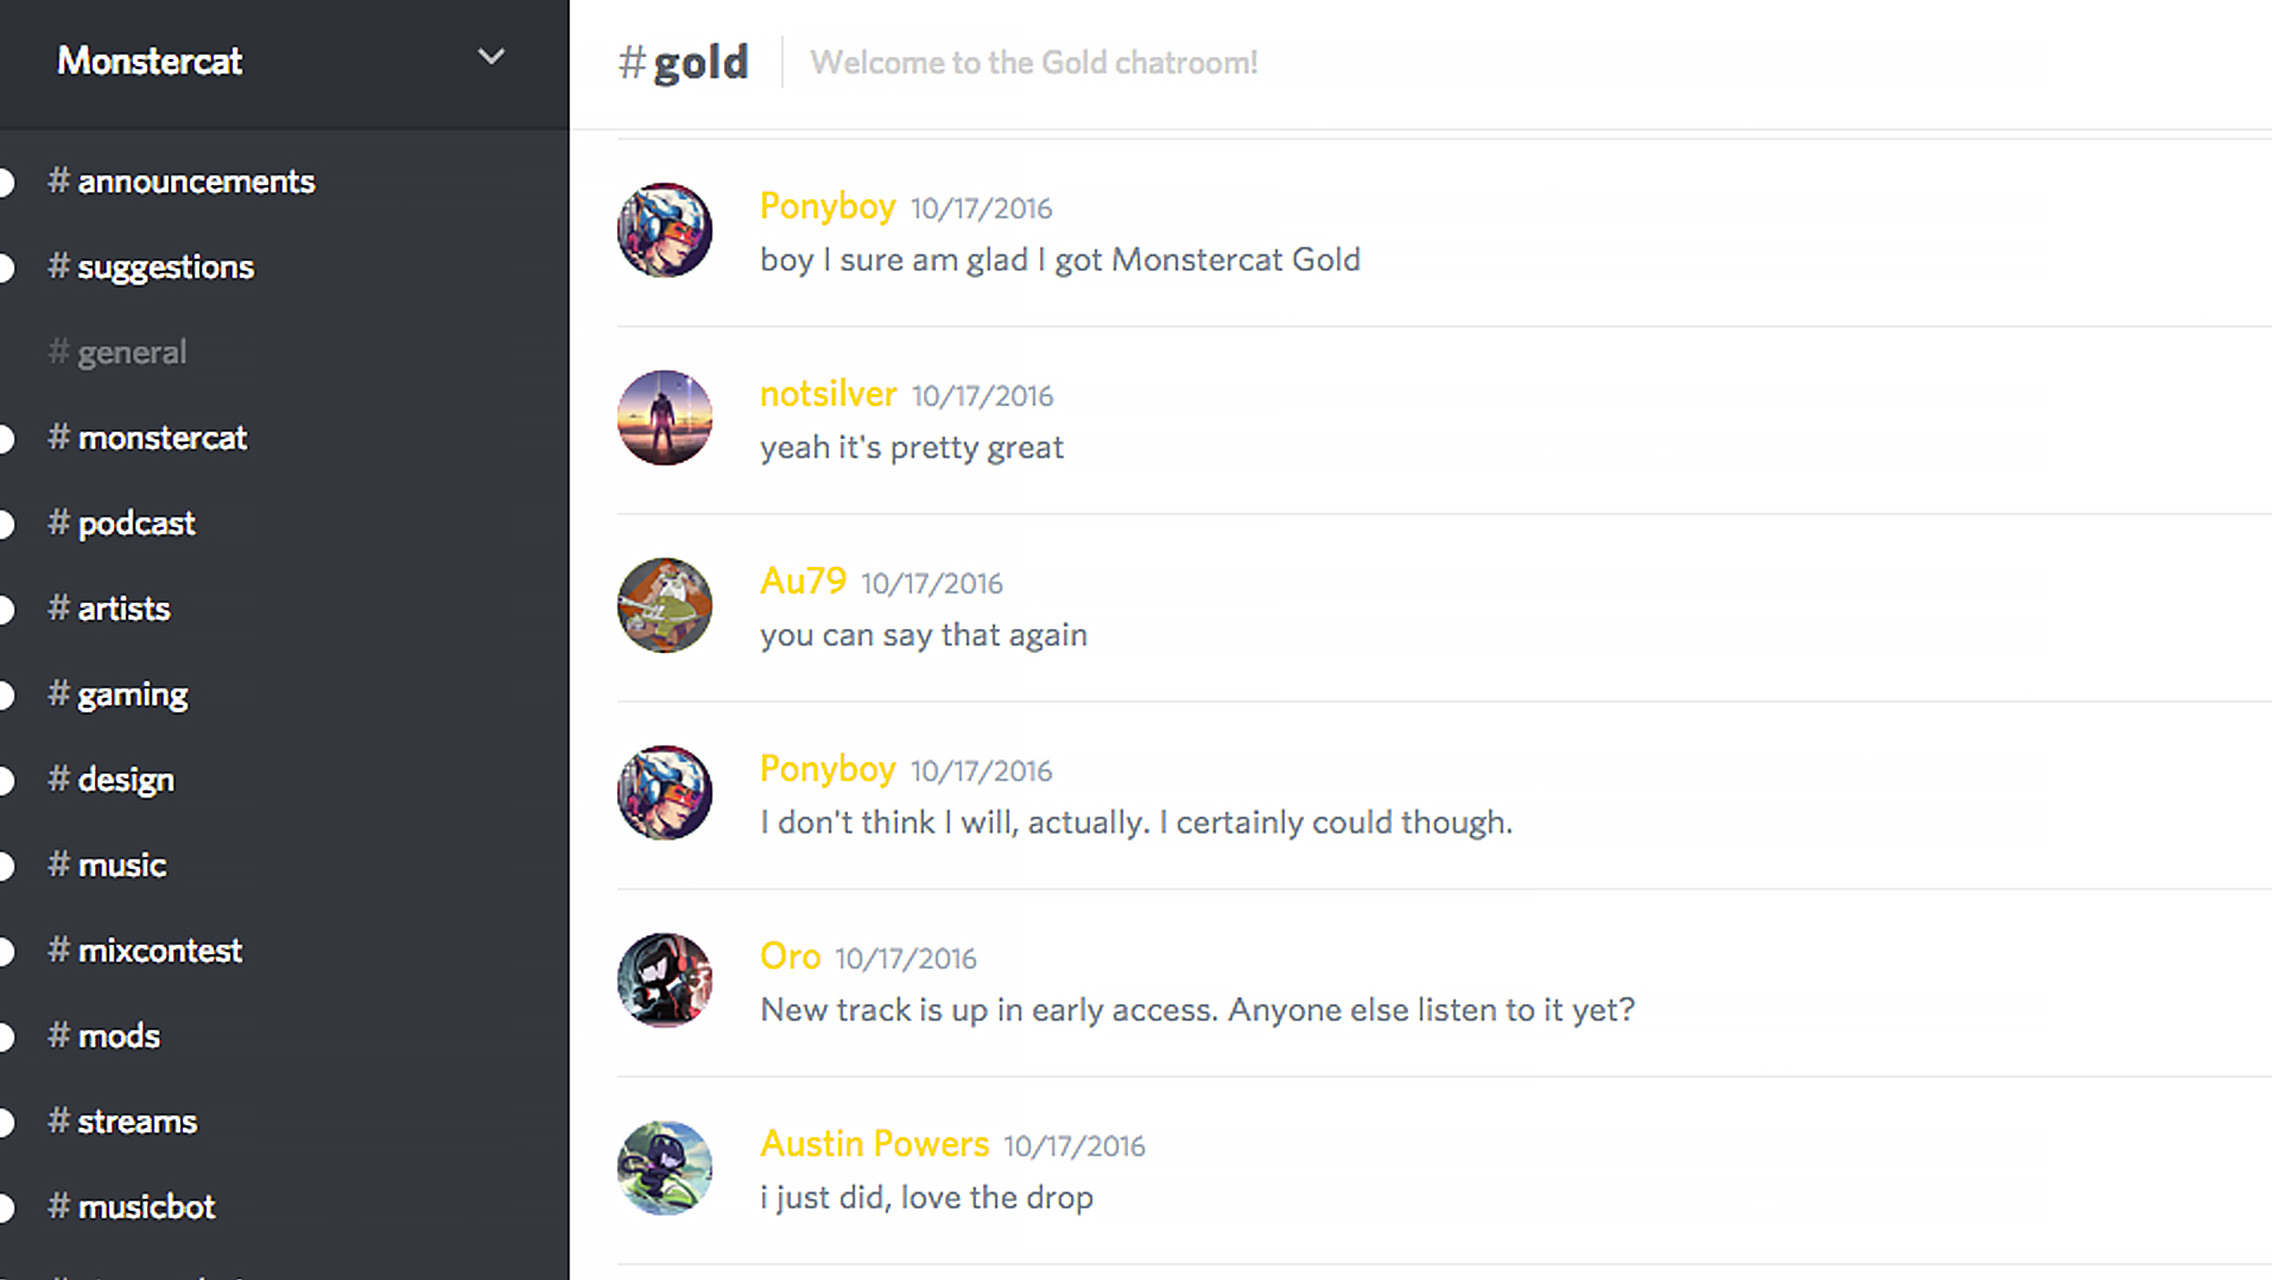 Monstercat
# announcements
# suggestions
# general
# monstercat
# podcast
# artists
# gaming
# design
# music
# mixcontest
# mods
# streams
# musicbot
#gold
Welcome to the Gold chatroom!
Ponyboy 10/17/2016
boy I sure am glad I got Monstercat Gold
notsilver 10/17/2016
yeah it's pretty great
Au79 10/17/2016
you can say that again
Ponyboy 10/17/2016
I don't think I will, actually. I certainly could though.
Oro 10/17/2016
New track is up in early access. Anyone else listen to it yet?
Austin Powers 10/17/2016
i just did, love the drop